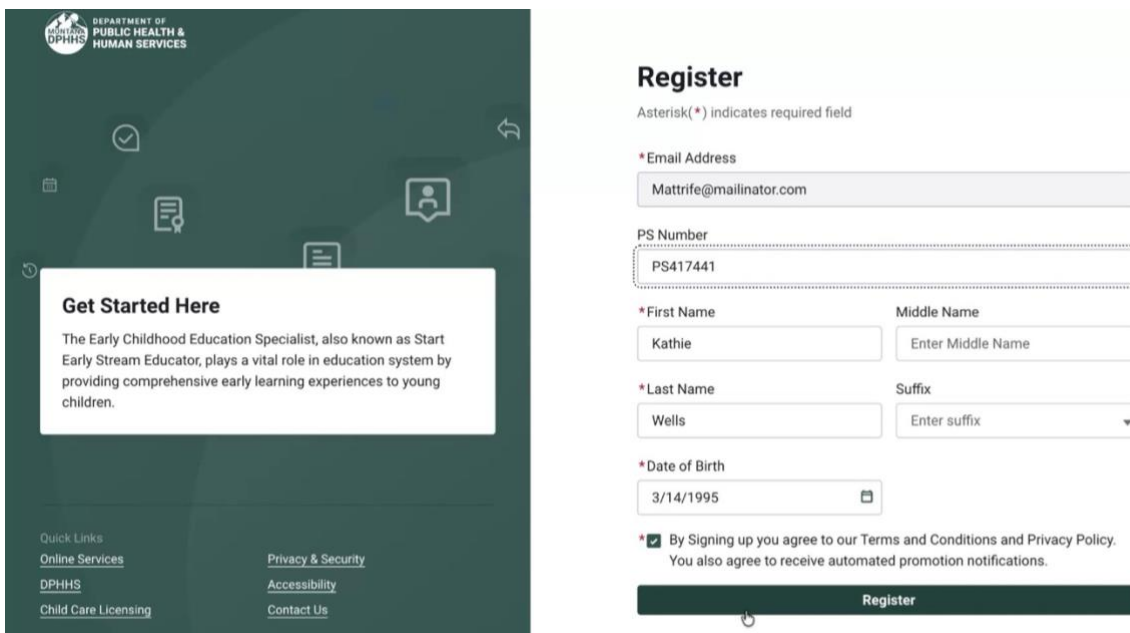 DEPARTMENT OF
PUBLIC HEALTH &
HUMAN SERVICES
MONTANA
DPHHS
Get Started Here
The Early Childhood Education Specialist, also known as Start
Early Stream Educator, plays a vital role in education system by
providing comprehensive early learning experiences to young
children.
Quick Links
Online Services
Privacy & Security
DPHHS
Accessibility
Child Care Licensing
Contact Us
Register
Asterisk(*) indicates required field
*Email Address
Mattrife@mailinator.com
PS Number
PS417441
*First Name
Middle Name
Kathie
Enter Middle Name
*Last Name
Suffix
Wells
Enter suffix
*Date of Birth
3/14/1995
* By Signing up you agree to our Terms and Conditions and Privacy Policy.
You also agree to receive automated promotion notifications.
Register